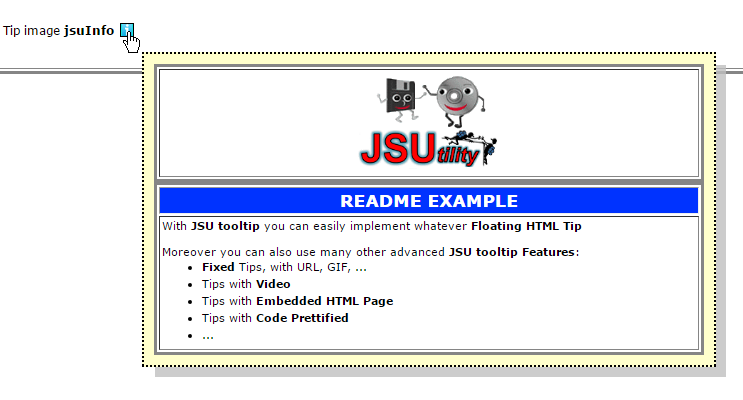 Tip image jsuInfo
JSUtility
README EXAMPLE
With JSU tooltip you can easily implement whatever Floating HTML Tip
Moreover you can also use many other advanced JSU tooltip Features:
• Fixed Tips, with URL, GIF, ...
• Tips with Video
• Tips with Embedded HTML Page
• Tips with Code Prettified
• ...